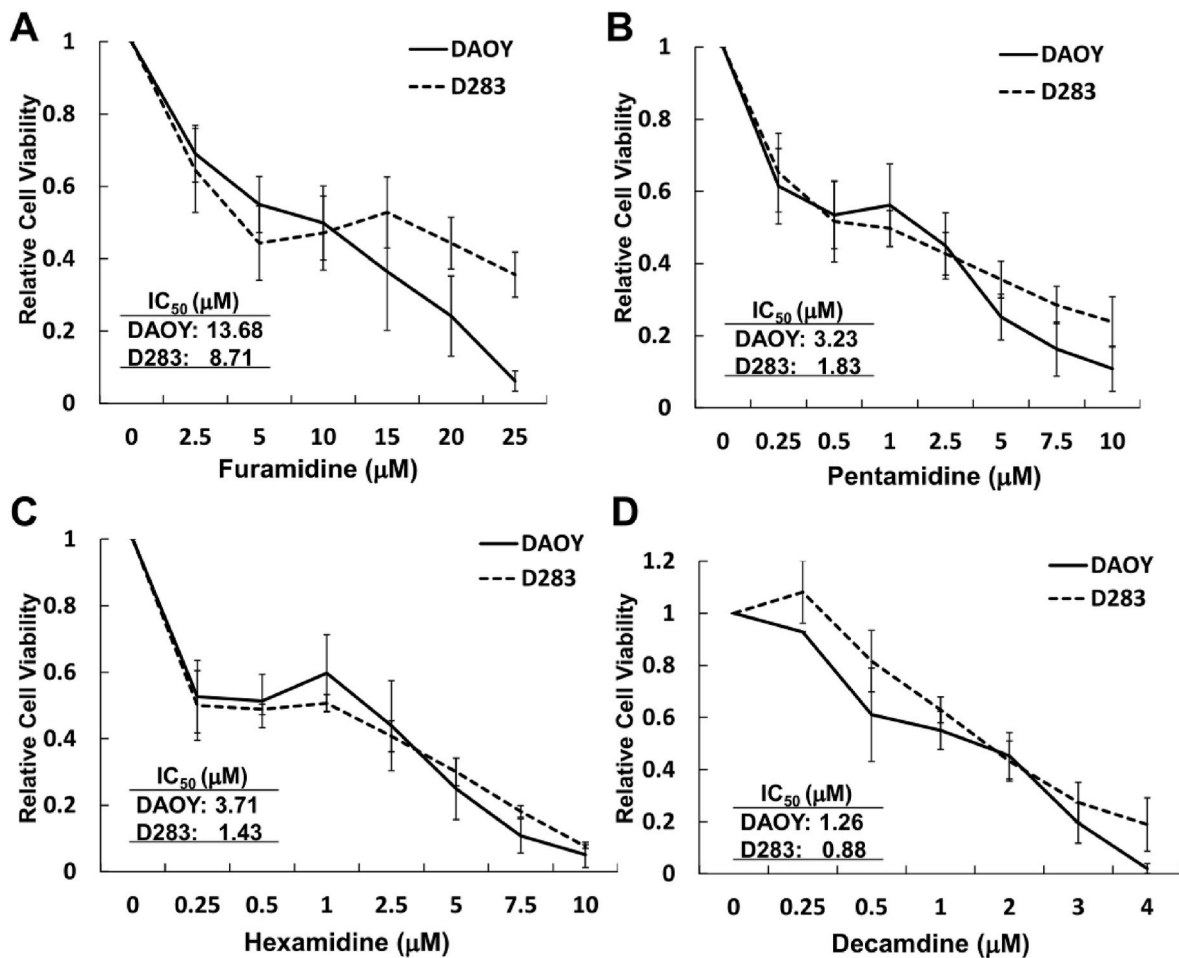 A
DAOY
D283
Relative Cell Viability
1
0.8
0.6
0.4
0.2
0
IC50 (μM)
DAOY: 13.68
D283: 8.71
0 2.5 5 10 15 20 25
Furamidine (μM)
B
DAOY
D283
Relative Cell Viability
1
0.8
0.6
0.4
0.2
0
IC50 (μM)
DAOY: 3.23
D283: 1.83
0 0.25 0.5 1 2.5 5 7.5 10
Pentamidine (μM)
C
DAOY
D283
Relative Cell Viability
1
0.8
0.6
0.4
0.2
0
IC50 (μM)
DAOY: 3.71
D283: 1.43
0 0.25 0.5 1 2.5 5 7.5 10
Hexamidine (μM)
D
DAOY
D283
Relative Cell Viability
1.2
1
0.8
0.6
0.4
0.2
0
IC50 (μM)
DAOY: 1.26
D283: 0.88
0 0.25 0.5 1 2 3 4
Decamdine (μM)